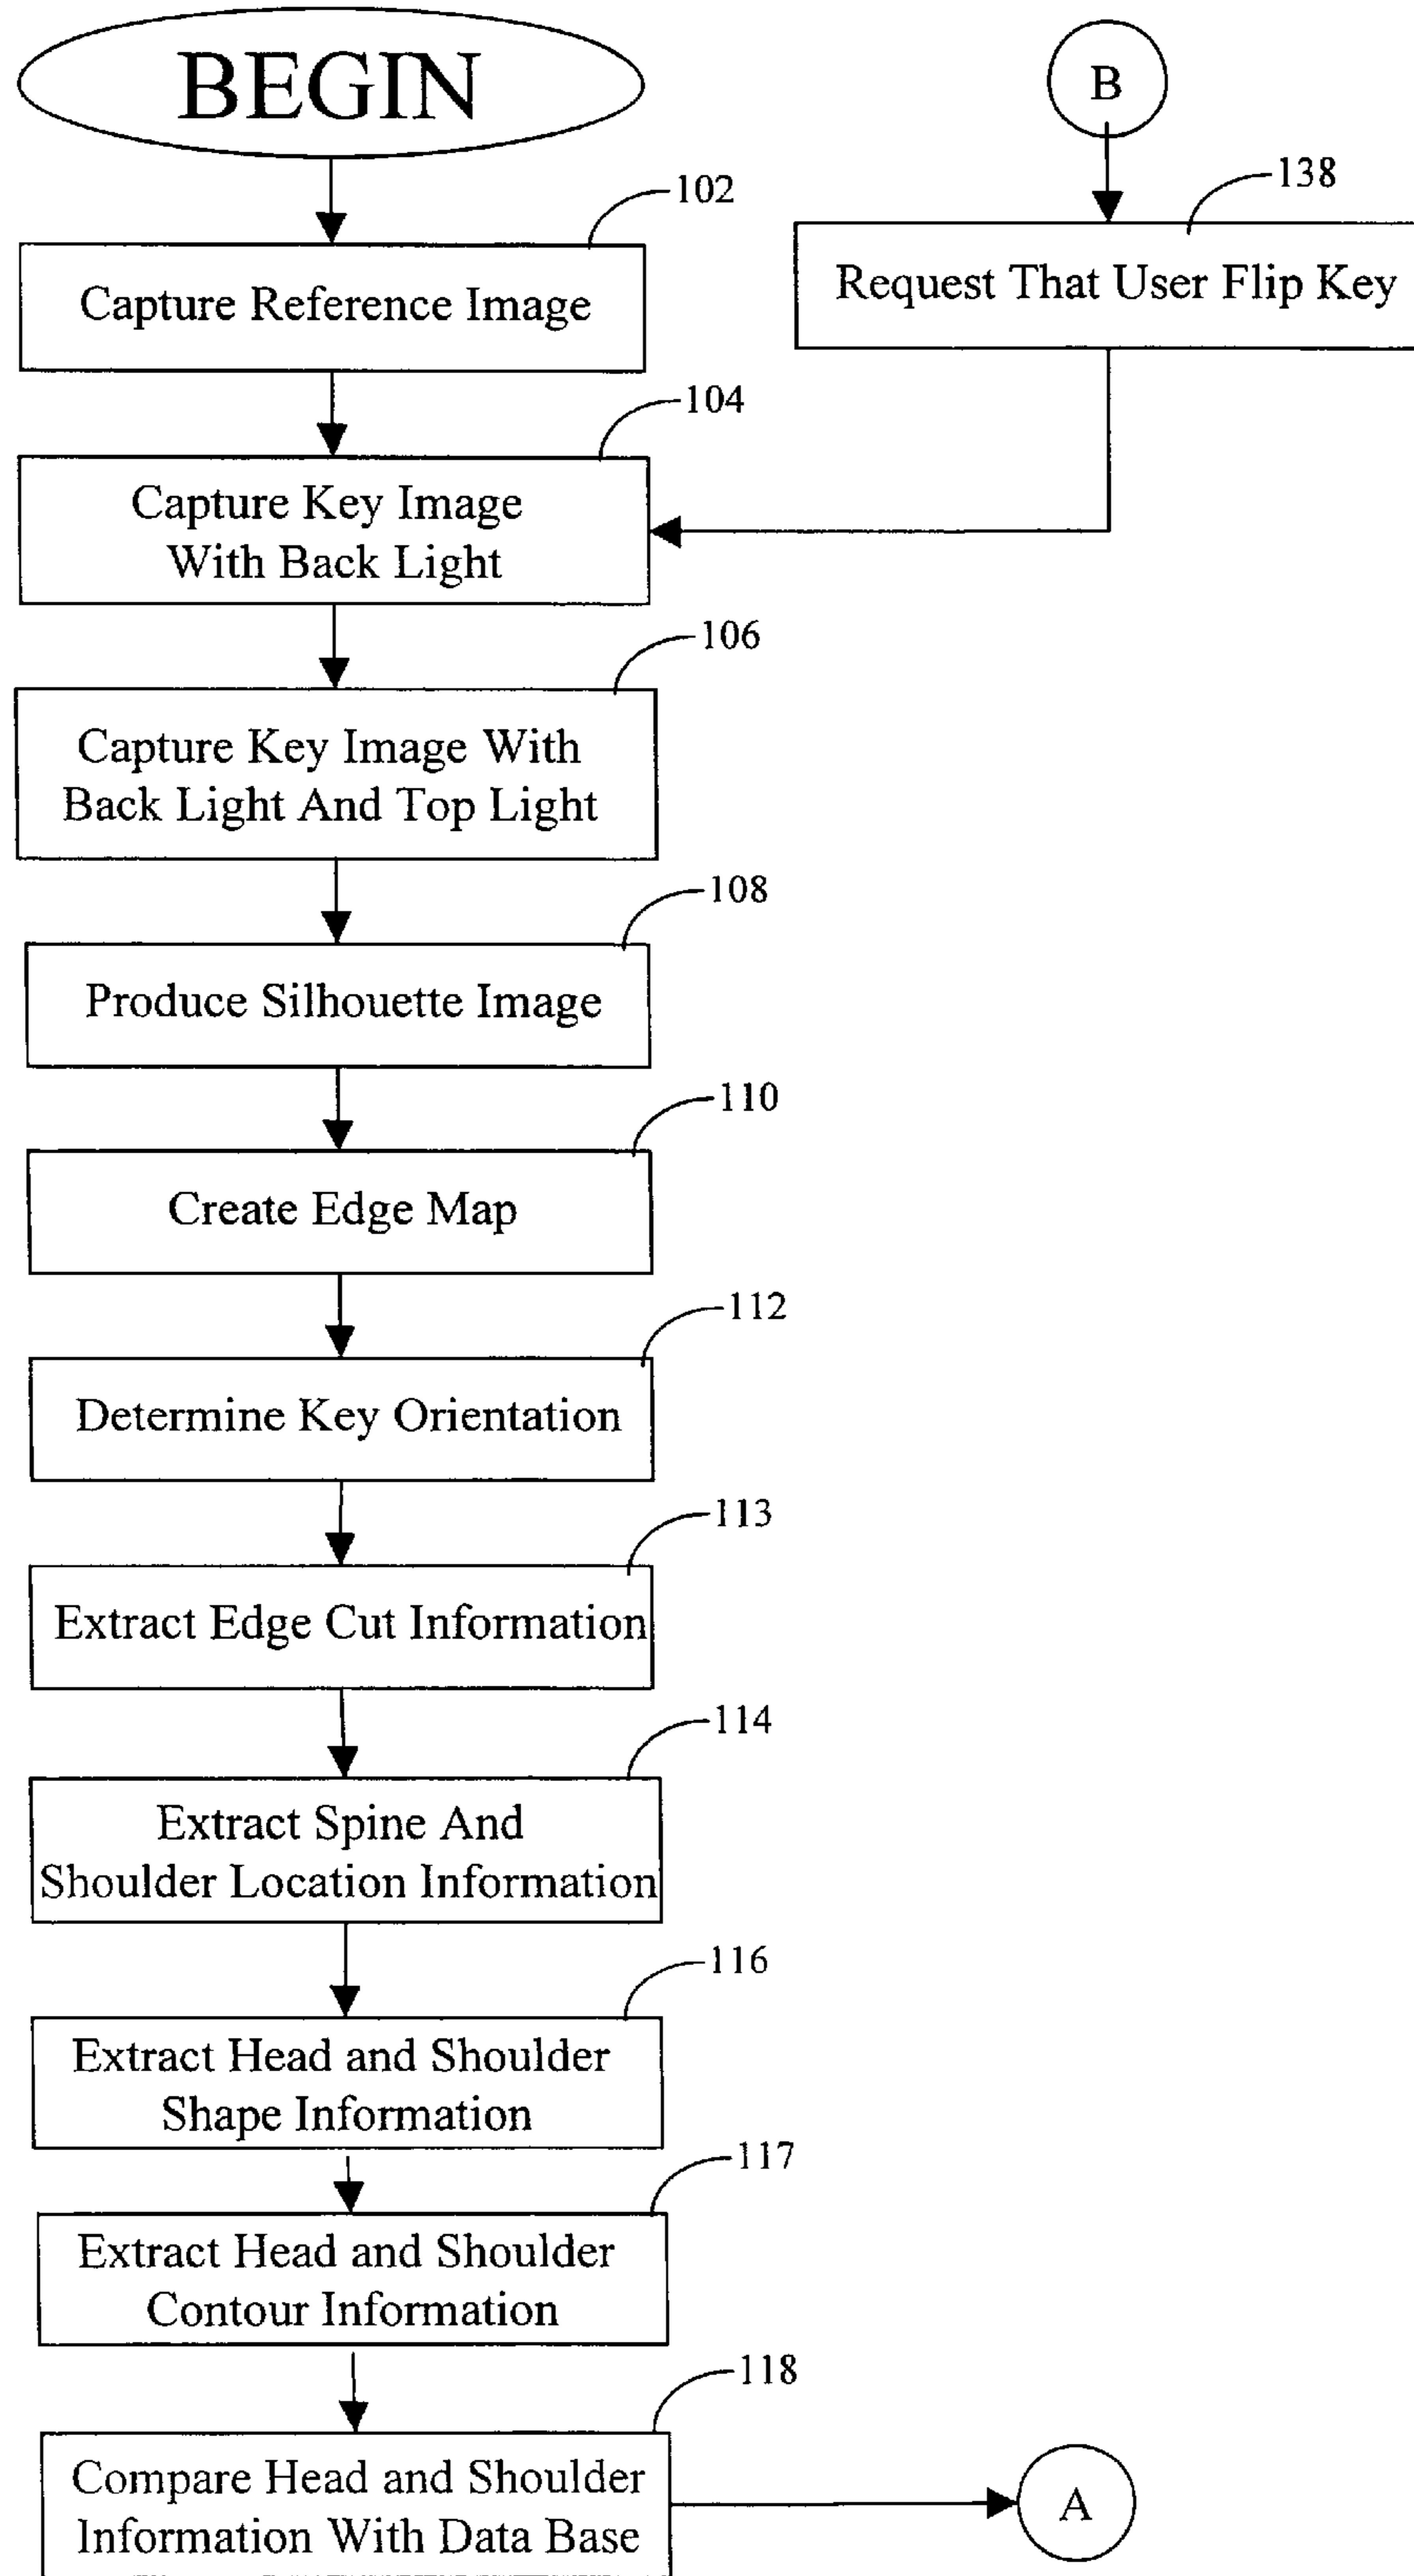 BEGIN
102
Capture Reference Image
104
Capture Key Image
With Back Light
106
Capture Key Image With
Back Light And Top Light
108
Produce Silhouette Image
110
Create Edge Map
112
Determine Key Orientation
113
Extract Edge Cut Information
114
Extract Spine And
Shoulder Location Information
116
Extract Head and Shoulder
Shape Information
117
Extract Head and Shoulder
Contour Information
118
Compare Head and Shoulder
Information With Data Base
A
B
138
Request That User Flip Key